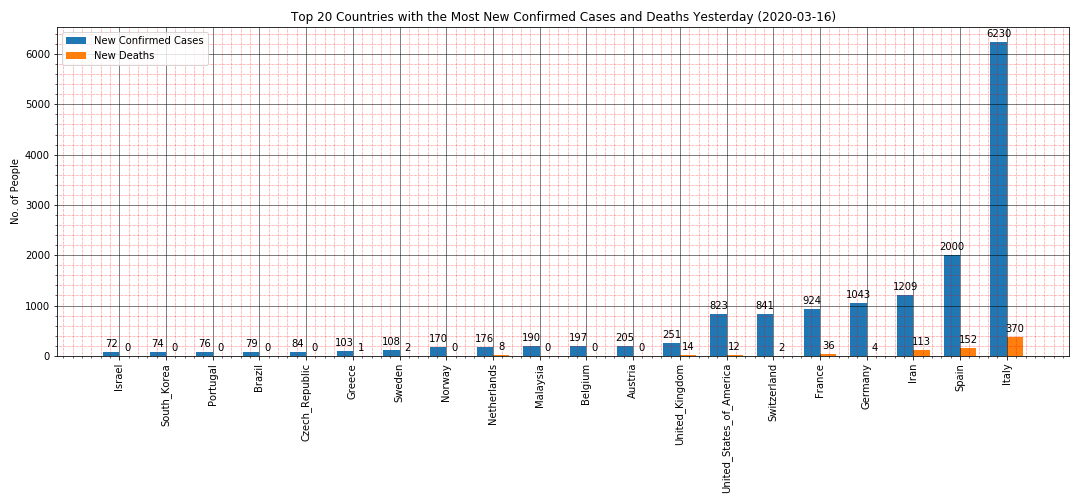 Top 20 Countries with the Most New Confirmed Cases and Deaths Yesterday (2020-03-16)
New Confirmed Cases
New Deaths
No. of People
6000
5000
4000
3000
2000
1000
0
72 0
74 0
76 0
79 0
84 0
103 1
108 2
170 0
176 8
190 0
197 0
205 0
251 14
823 12
841 2
924 36
1043 4
1209 113
2000 152
6230 370
Israel
South_Korea
Portugal
Brazil
Czech_Republic
Greece
Sweden
Norway
Netherlands
Malaysia
Belgium
Austria
United_Kingdom
United_States_of_America
Switzerland
France
Germany
Iran
Spain
Italy